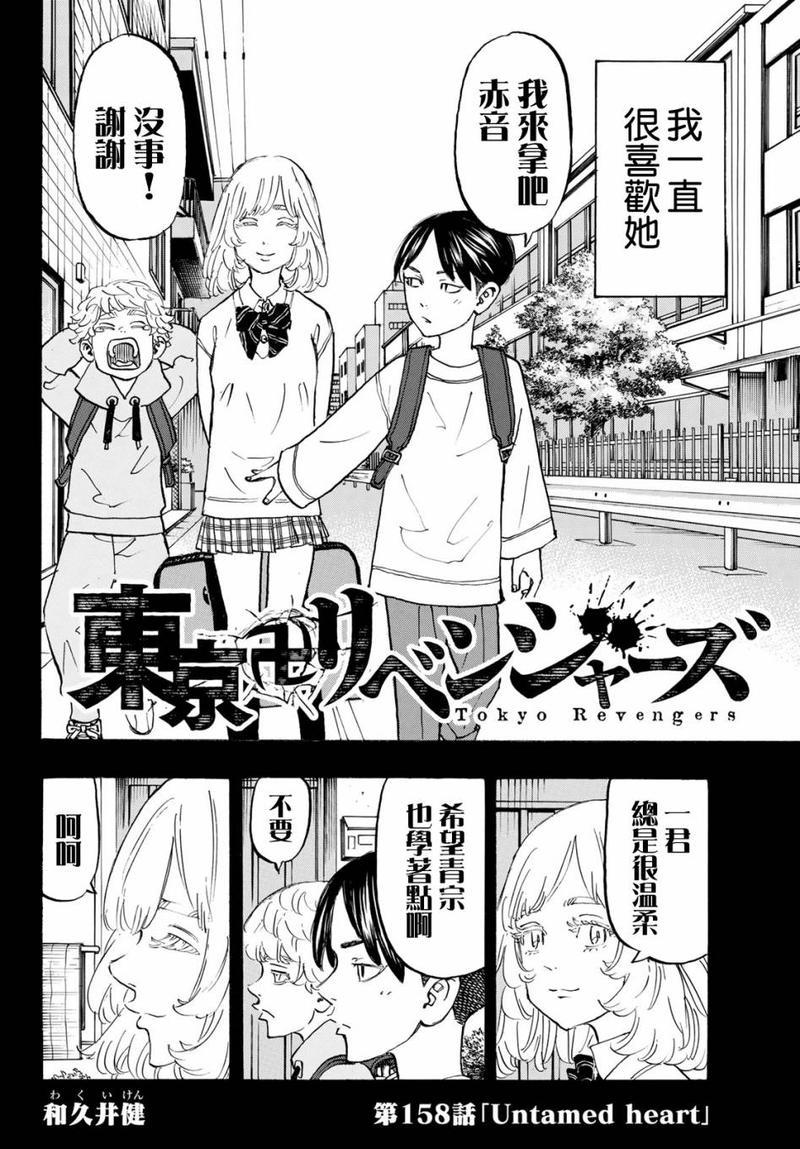 我一直
很喜歡她
我來拿吧
赤音
沒事！
謝謝
東京卍リベンジャーズ
Tokyo Revengers
一君
總是很溫柔
希望青宗
也學著點啊
不要
呵呵
わくいけん
和久井健
第158話「Untamed heart」